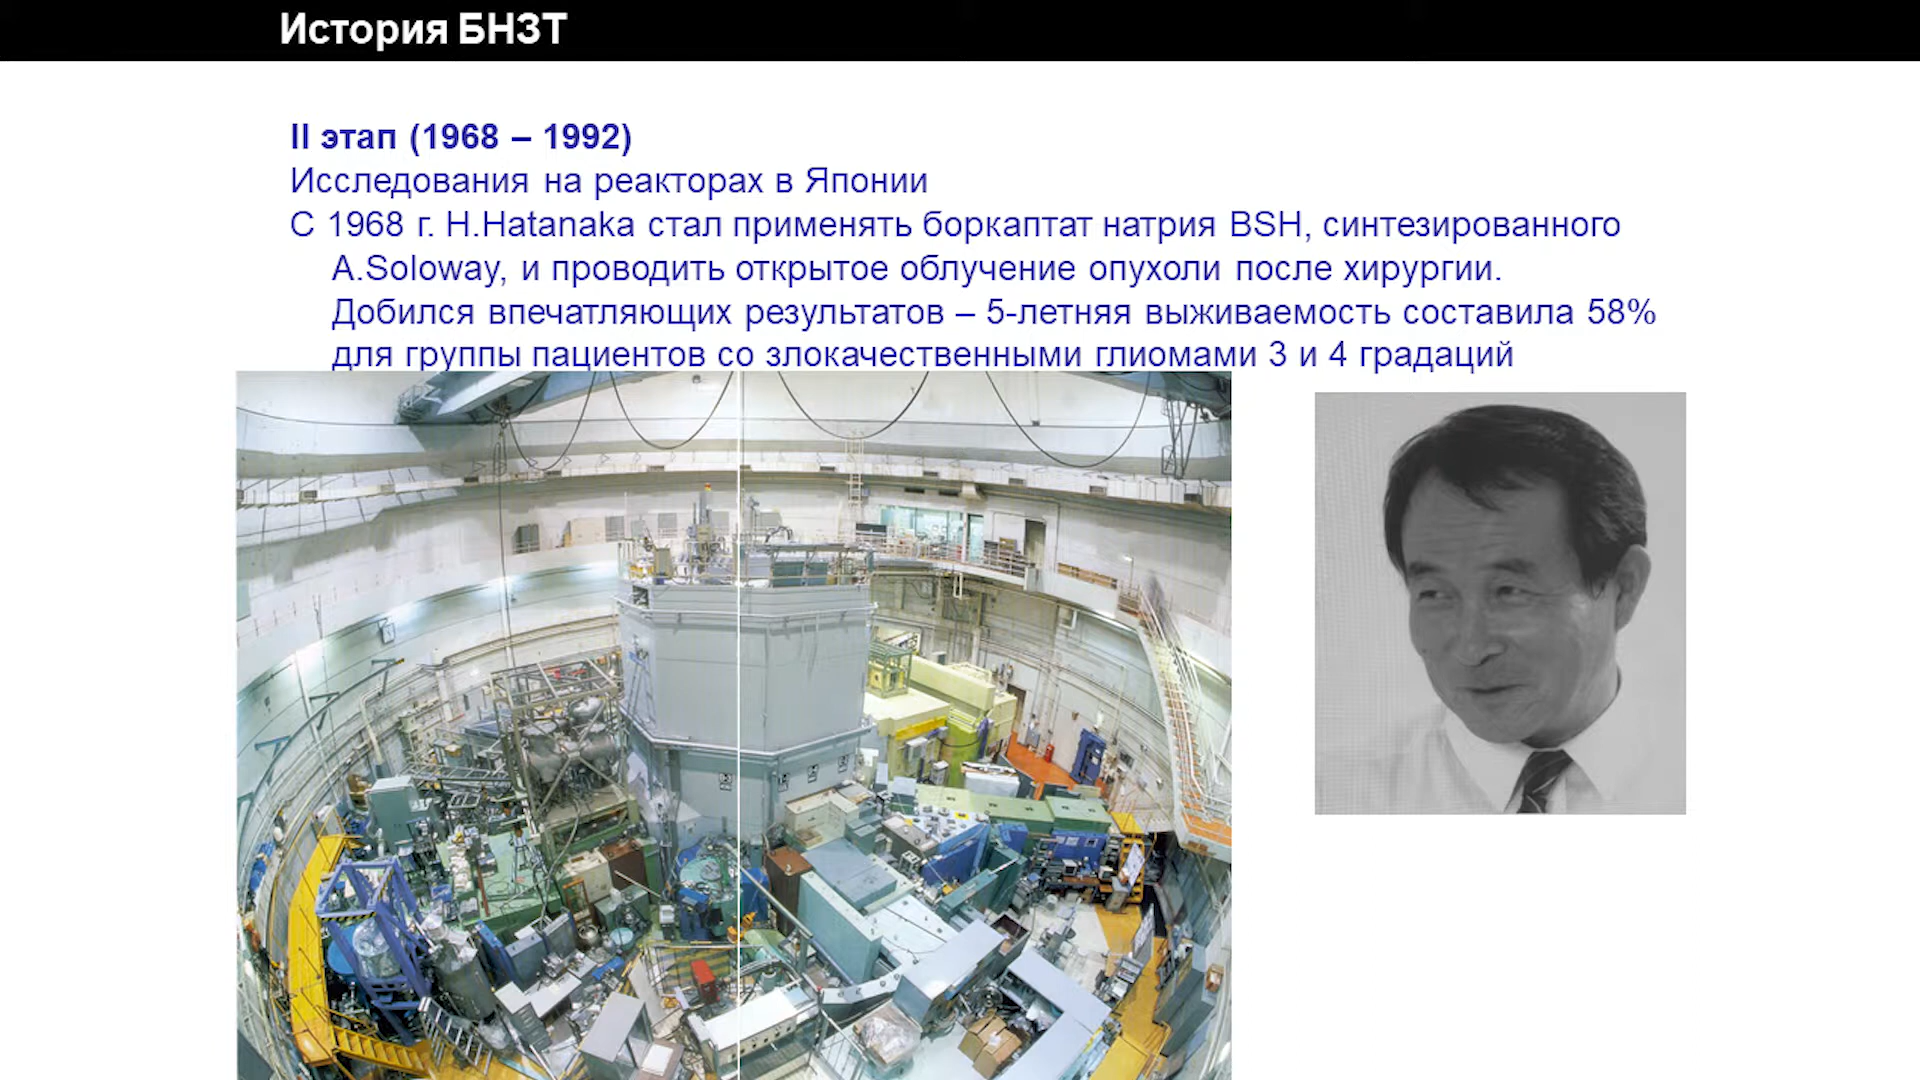 История БНЗТ
II этап (1968 – 1992)
Исследования на реакторах в Японии
С 1968 г. H.Hatanaka стал применять боркаптат натрия BSH, синтезированного
A.Soloway, и проводить открытое облучение опухоли после хирургии.
Добился впечатляющих результатов – 5-летняя выживаемость составила 58%
для группы пациентов со злокачественными глиомами 3 и 4 градаций